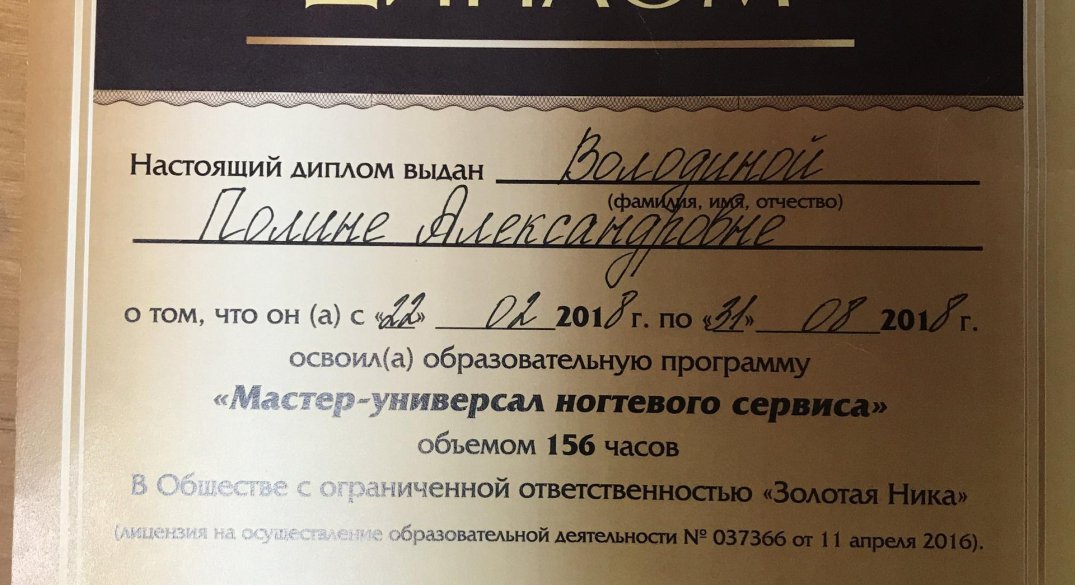 ДИПЛОМ
Настоящий диплом выдан Володиной
(фамилия, имя, отчество)
Полине Александровне
о том, что он (а) с «22» 02 2018 г. по «31» 08 2018 г.
освоил(а) образовательную программу
«Мастер-универсал ногтевого сервиса»
объемом 156 часов
В Обществе с ограниченной ответственностью «Золотая Ника»
(лицензия на осуществление образовательной деятельности № 037366 от 11 апреля 2016).